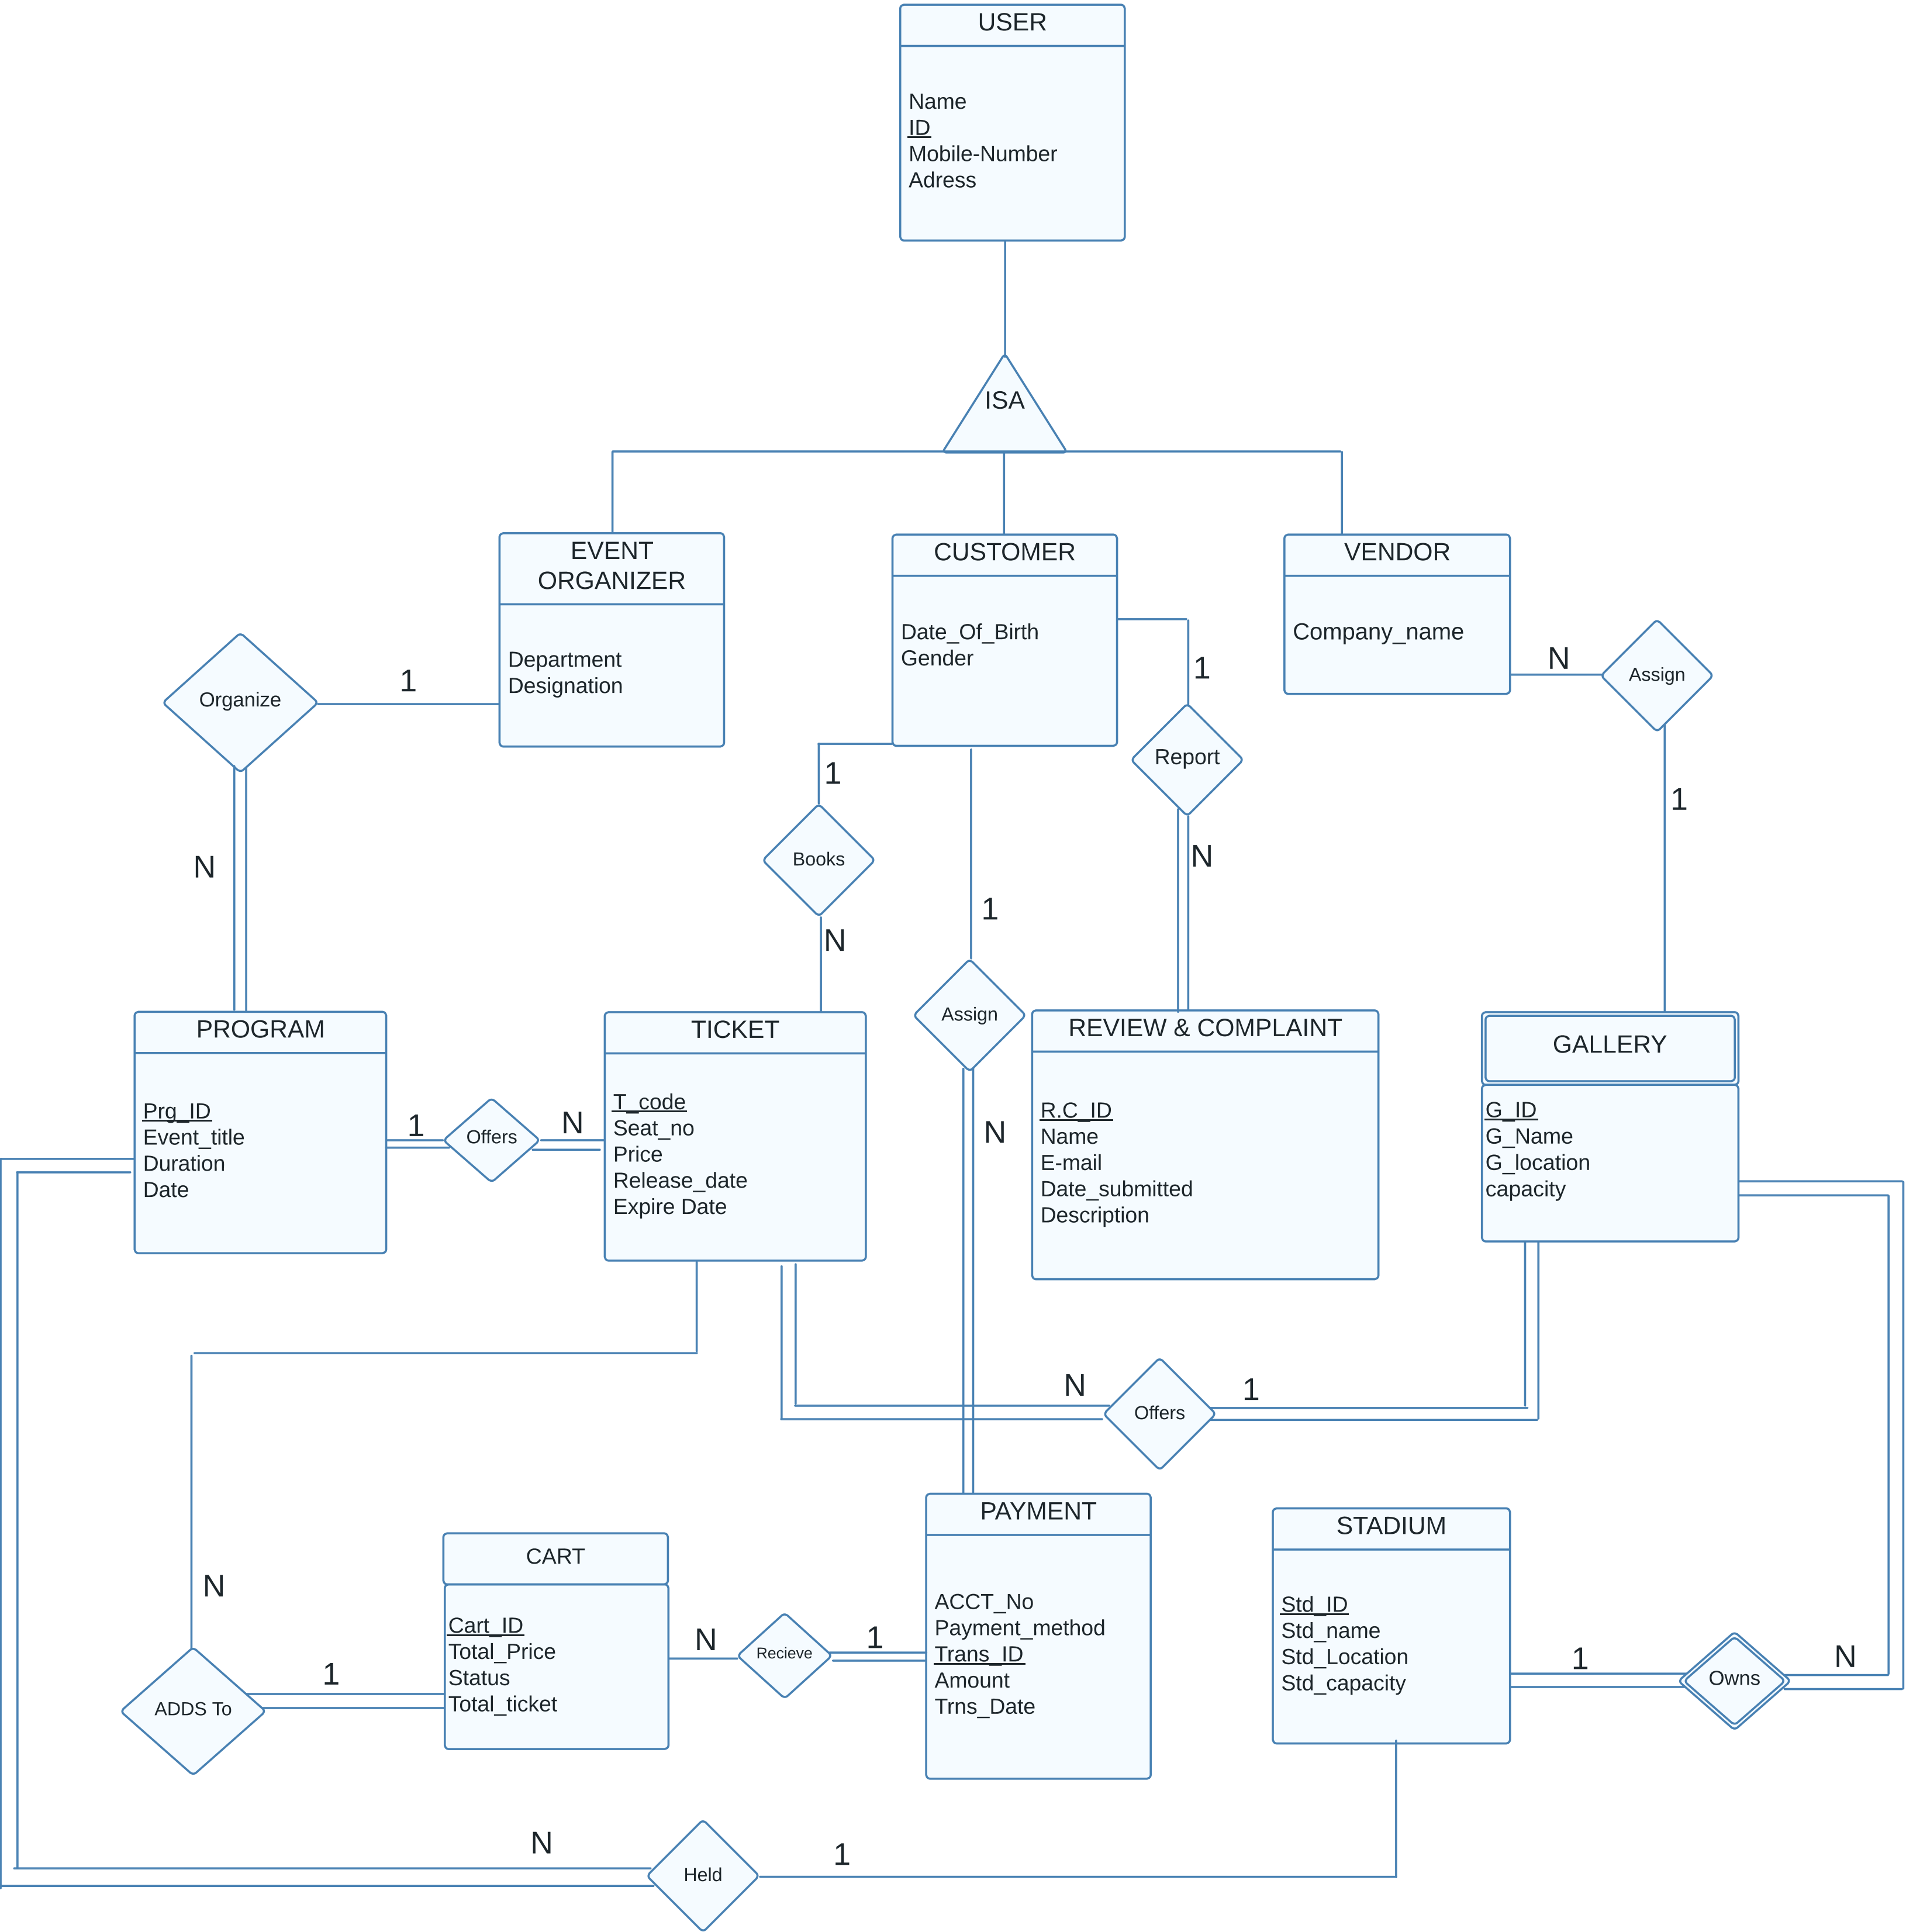 USER
Name
ID
Mobile-Number
Adress
ISA
EVENT
ORGANIZER
Department
Designation
CUSTOMER
Date_Of_Birth
Gender
VENDOR
Company_name
Organize
1
N
1
Books
N
1
Report
N
N
Assign
1
1
Assign
N
PROGRAM
Prg_ID
Event_title
Duration
Date
1
Offers
N
TICKET
T_code
Seat_no
Price
Release_date
Expire Date
REVIEW & COMPLAINT
R.C_ID
Name
E-mail
Date_submitted
Description
GALLERY
G_ID
G_Name
G_location
capacity
N
Offers
1
N
ADDS To
1
CART
Cart_ID
Total_Price
Status
Total_ticket
N
Recieve
1
PAYMENT
ACCT_No
Payment_method
Trans_ID
Amount
Trns_Date
STADIUM
Std_ID
Std_name
Std_Location
Std_capacity
1
Owns
N
N
Held
1